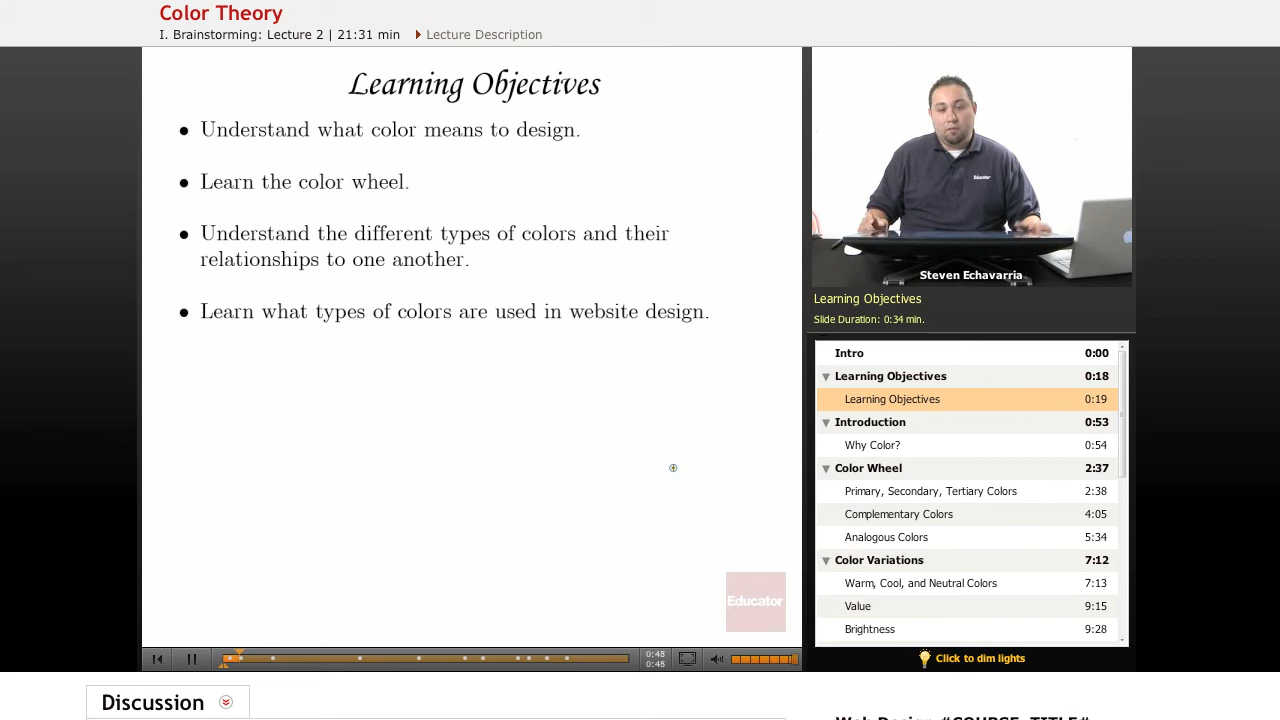 Color Theory
I. Brainstorming: Lecture 2 | 21:31 min Lecture Description
Learning Objectives
• Understand what color means to design.
• Learn the color wheel.
• Understand the different types of colors and their
relationships to one another.
• Learn what types of colors are used in website design.
Educator
Educator
Steven Echavarria
Learning Objectives
Slide Duration: 0:34 min.
Intro 0:00
Learning Objectives 0:18
Learning Objectives 0:19
Introduction 0:53
Why Color? 0:54
Color Wheel 2:37
Primary, Secondary, Tertiary Colors 2:38
Complementary Colors 4:05
Analogous Colors 5:34
Color Variations 7:12
Warm, Cool, and Neutral Colors 7:13
Value 9:15
Brightness 9:28
0:48
0:48
Click to dim lights
Discussion
Web Design #COURSE_TITLE#